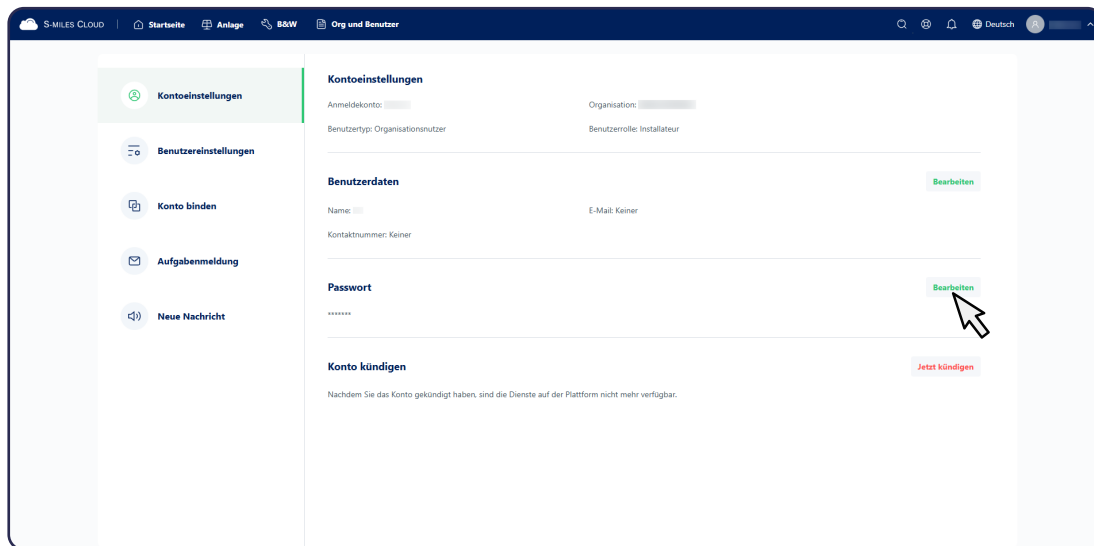 S-MILES CLOUD | Startseite Anlage B&W Org und Benutzer Deutsch
Kontoeinstellungen
Benutzereinstellungen
Konto binden
Aufgabenmeldung
Neue Nachricht
Kontoeinstellungen
Anmeldekonto: Organisation:
Benutzertyp: Organisationsnutzer Benutzerrolle: Installateur
Benutzerdaten Bearbeiten
Name: E-Mail: Keiner
Kontaktnummer: Keiner
Passwort Bearbeiten
*******
Konto kündigen Jetzt kündigen
Nachdem Sie das Konto gekündigt haben, sind die Dienste auf der Plattform nicht mehr verfügbar.